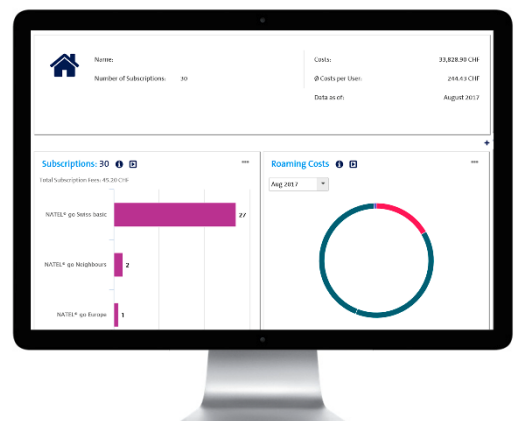 Name:
Number of Subscriptions: 30
Costs: 33,828.90 CHF
Ø Costs per User: 244.43 CHF
Data as of: August 2017
Subscriptions: 30
Total Subscription Fees: 45.20 CHF
NATEL® go Swiss basic 27
NATEL® go Neighbours 2
NATEL® go Europe 1
Roaming Costs
Aug 2017